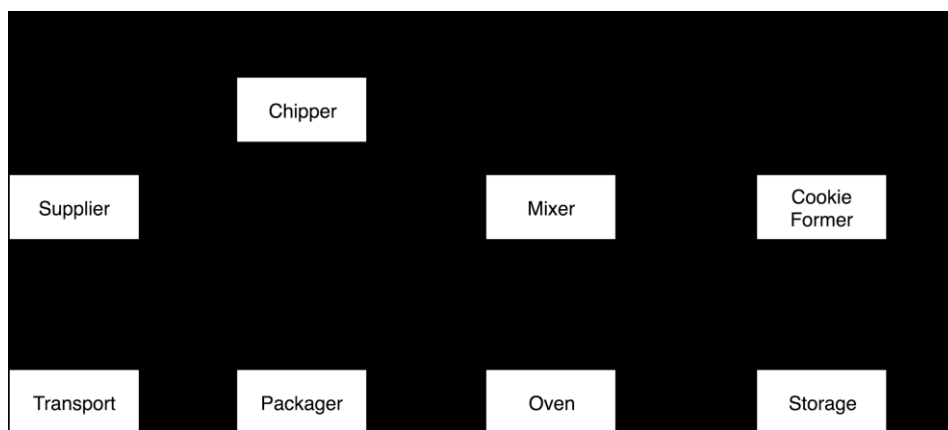 Chipper
Supplier
Mixer
Cookie
Former
Transport
Packager
Oven
Storage